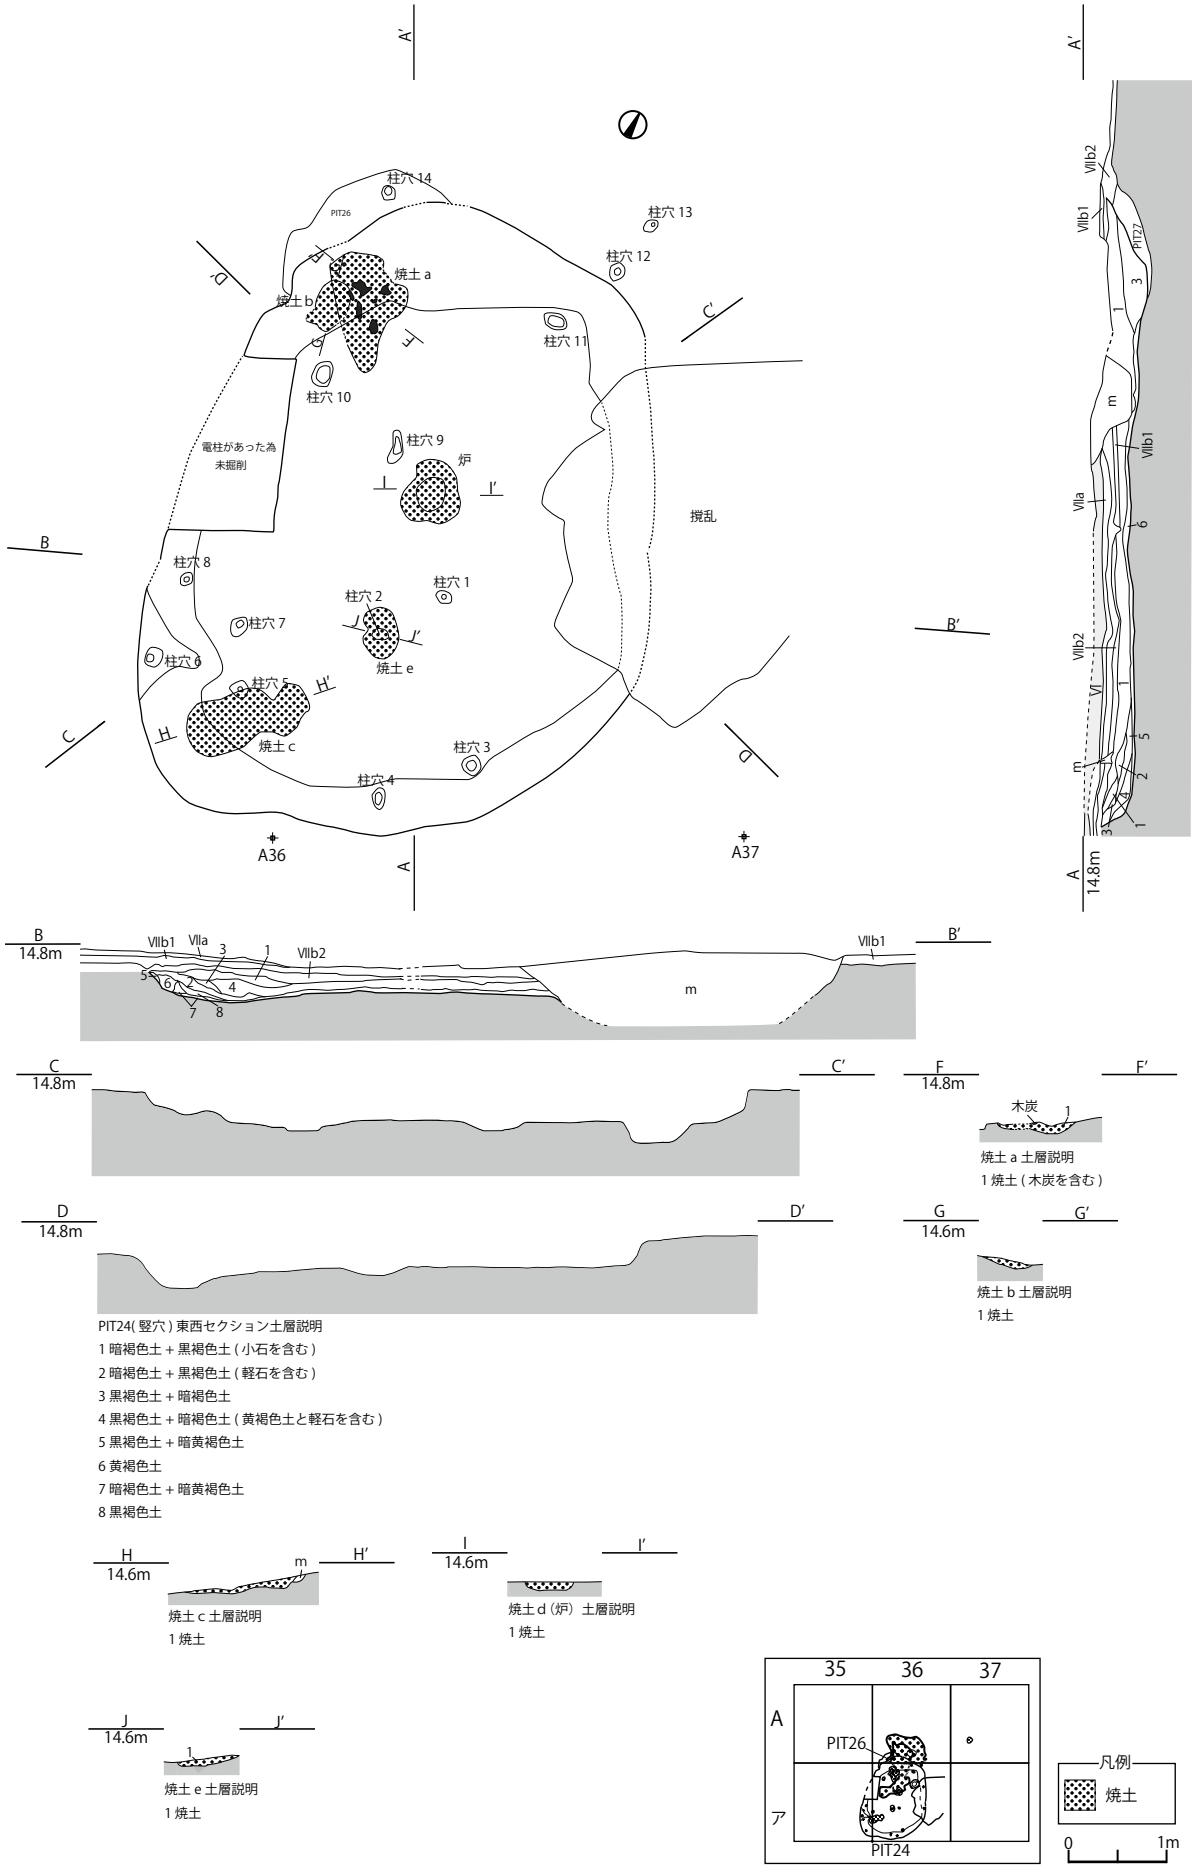 A'
A'
柱穴 14
PIT26
柱穴 13
柱穴 12
D'
F'
焼土 a
焼土 b
C'
G
F
柱穴 11
柱穴 10
電柱があった為
未掘削
柱穴 9
炉
I
I'
撹乱
B
柱穴 8
柱穴 1
柱穴 2
柱穴 7
J
J'
B'
柱穴 6
焼土 e
柱穴 5
H'
C
H
焼土 c
柱穴 3
D
柱穴 4
A36
A37
A
VIIb2
VIIb1
PIT27
3
1
m
VIIb1
VIIa
6
VIIb2
VI
1
5
m
2
4
3
1
A
14.8m
B
14.8m
VIIb1
VIIa
3
1
VIIb2
VIIb1
B'
5
6
2
4
7
8
m
C
14.8m
C'
F
14.8m
F'
木炭
1
焼土 a 土層説明
1 焼土 ( 木炭を含む )
D
14.8m
D'
G
14.6m
G'
焼土 b 土層説明
1 焼土
PIT24( 竪穴 ) 東西セクション土層説明
1 暗褐色土 + 黒褐色土 ( 小石を含む )
2 暗褐色土 + 黒褐色土 ( 軽石を含む )
3 黒褐色土 + 暗褐色土
4 黒褐色土 + 暗褐色土 ( 黄褐色土と軽石を含む )
5 黒褐色土 + 暗黄褐色土
6 黄褐色土
7 暗褐色土 + 暗黄褐色土
8 黒褐色土
H
14.6m
H'
m
焼土 c 土層説明
1 焼土
I
14.6m
I'
焼土 d（炉）土層説明
1 焼土
J
14.6m
J'
1
焼土 e 土層説明
1 焼土
35 36 37
A
PIT26
ア
PIT24
凡例
焼土
0 1m